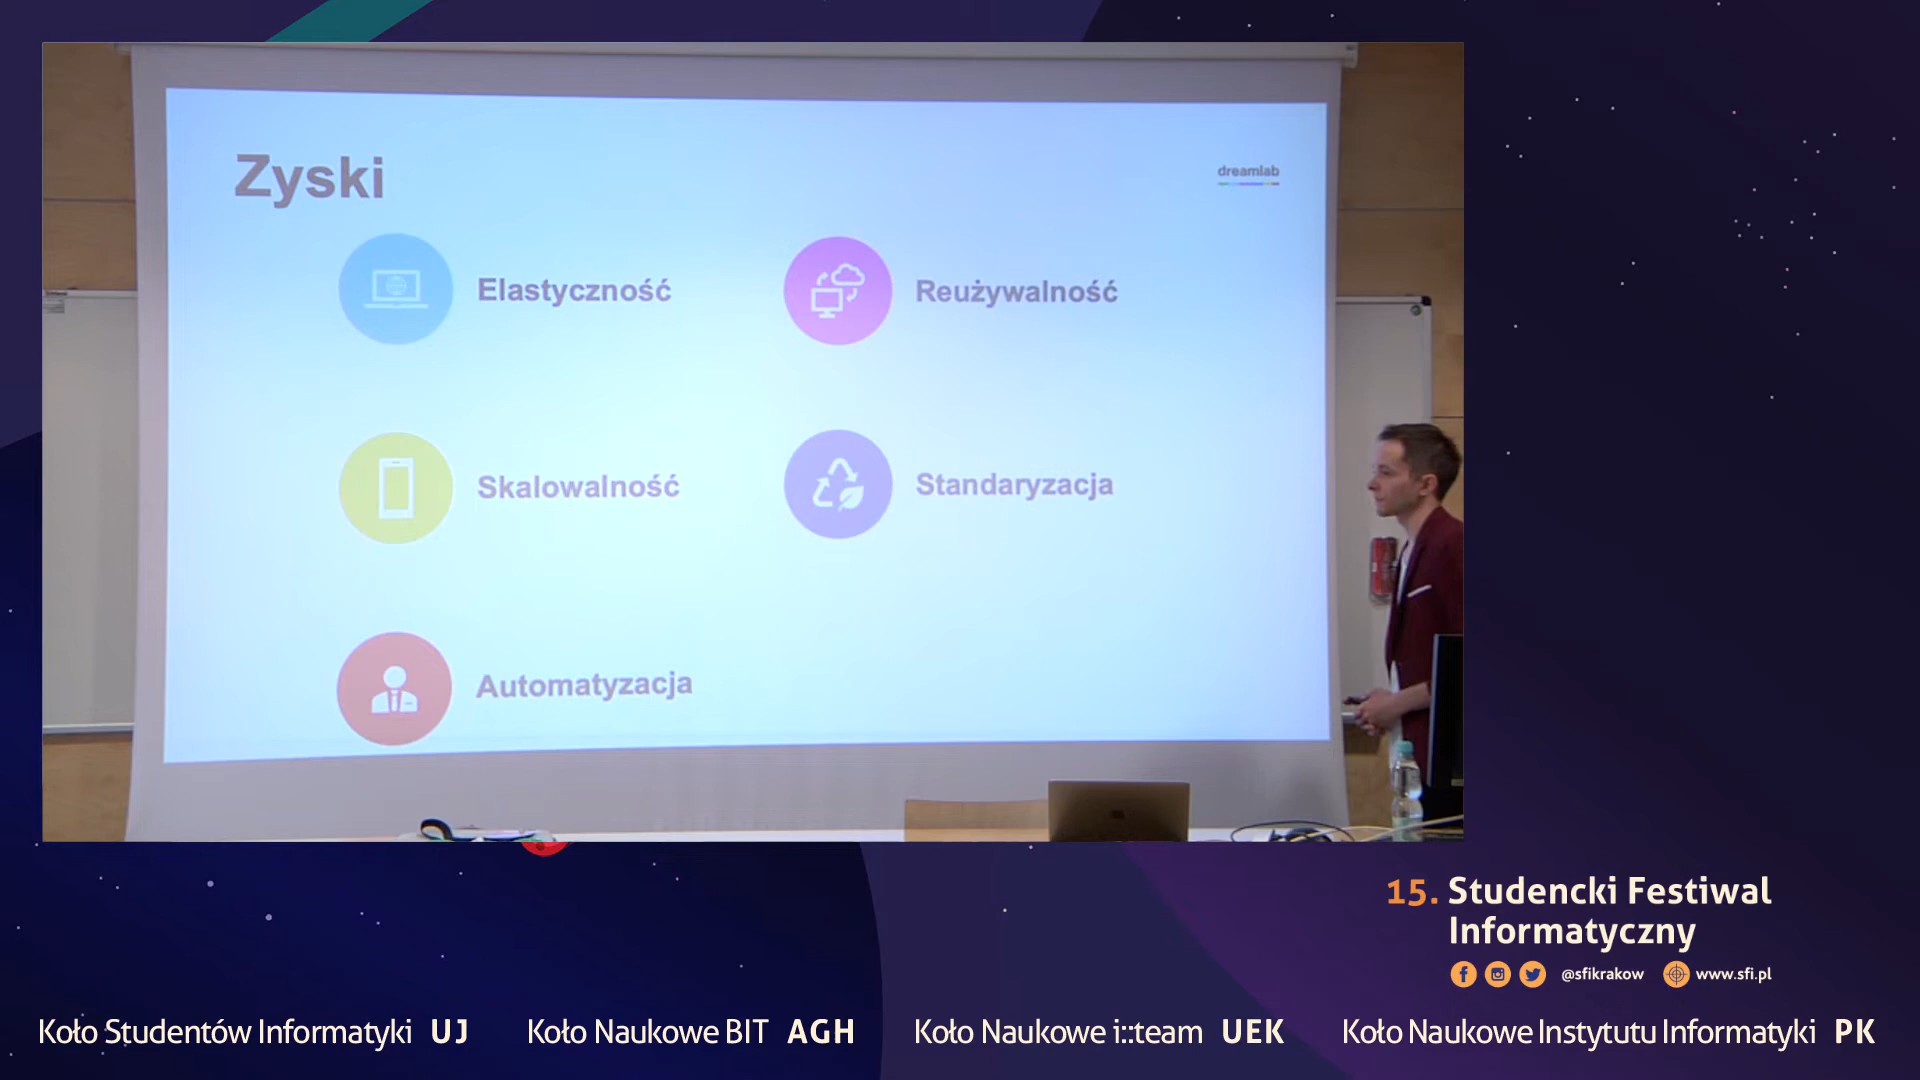 Zyski
dreamlab
Elastyczność
Reużywalność
Skalowalność
Standaryzacja
Automatyzacja
15. Studencki Festiwal
Informatyczny
@sfikrakow www.sfi.pl
Koło Studentów Informatyki UJ
Koło Naukowe BIT AGH
Koło Naukowe i::team UEK
Koło Naukowe Instytutu Informatyki PK